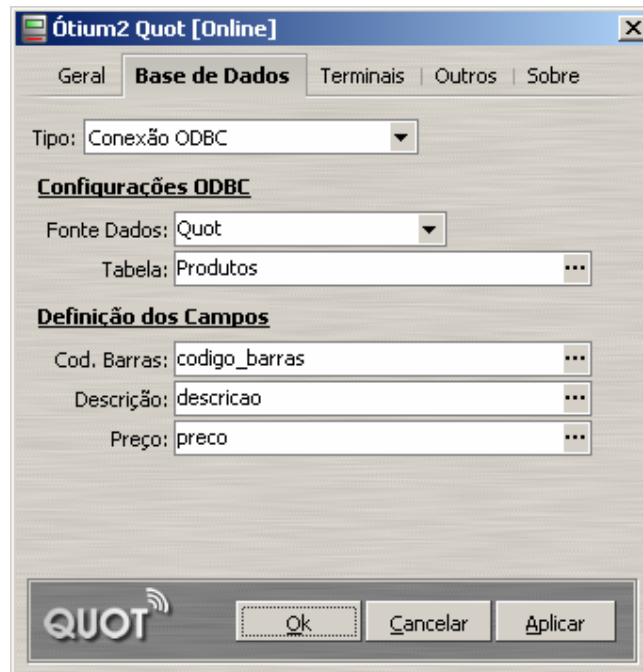 Ótium2 Quot [Online]
Geral Base de Dados Terminais Outros Sobre
Tipo: Conexão ODBC
Configurações ODBC
Fonte Dados: Quot
Tabela: Produtos ...
Definição dos Campos
Cod. Barras: codigo_barras ...
Descrição: descricao ...
Preço: preco ...
QUOT Ok Cancelar Aplicar